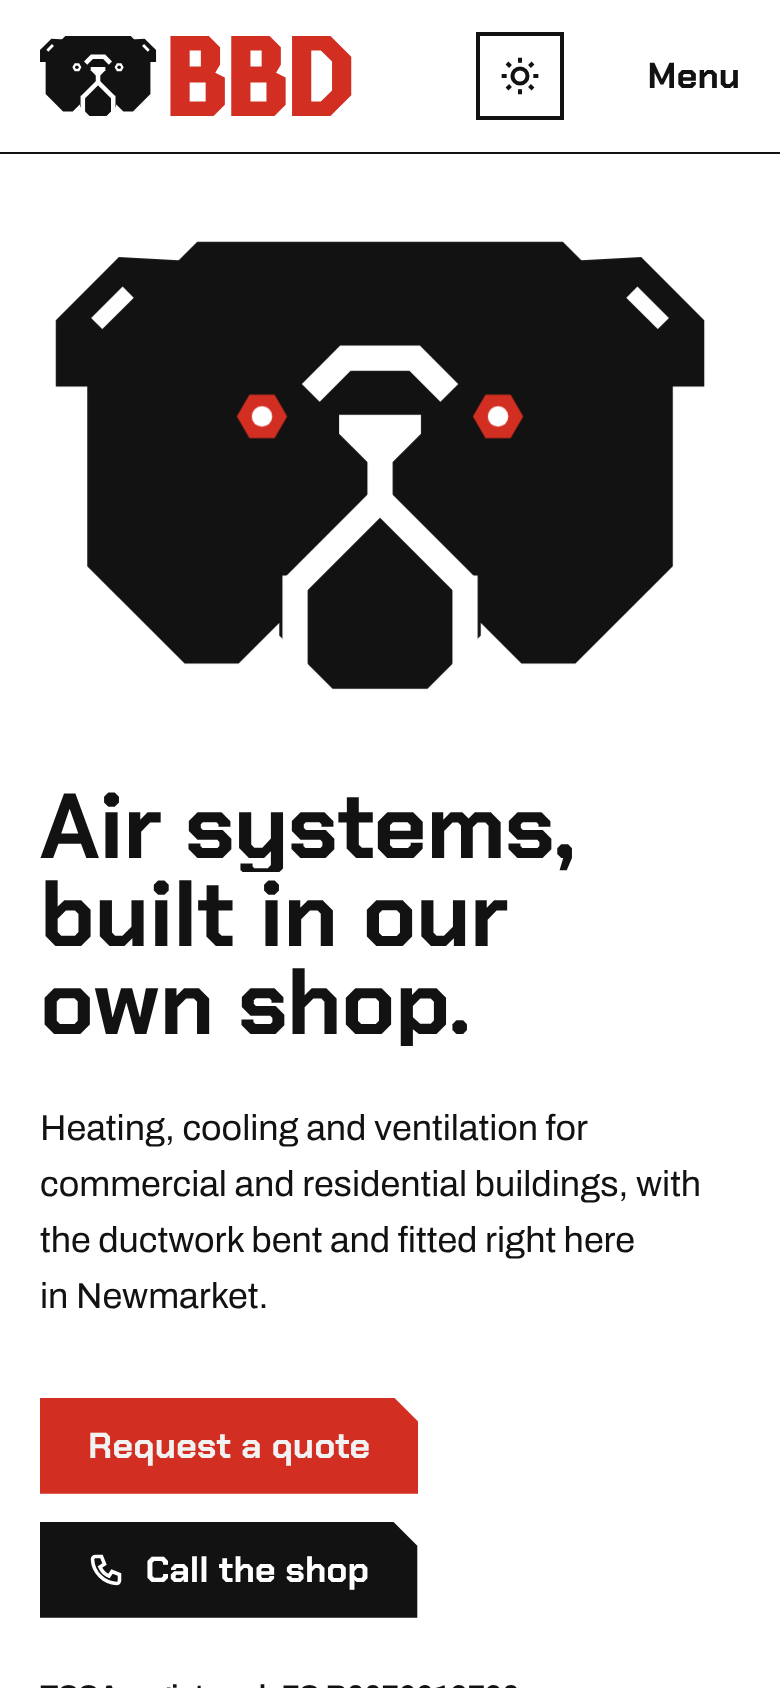 BBD
Menu
Air systems,
built in our
own shop.
Heating, cooling and ventilation for
commercial and residential buildings, with
the ductwork bent and fitted right here
in Newmarket.
Request a quote
Call the shop